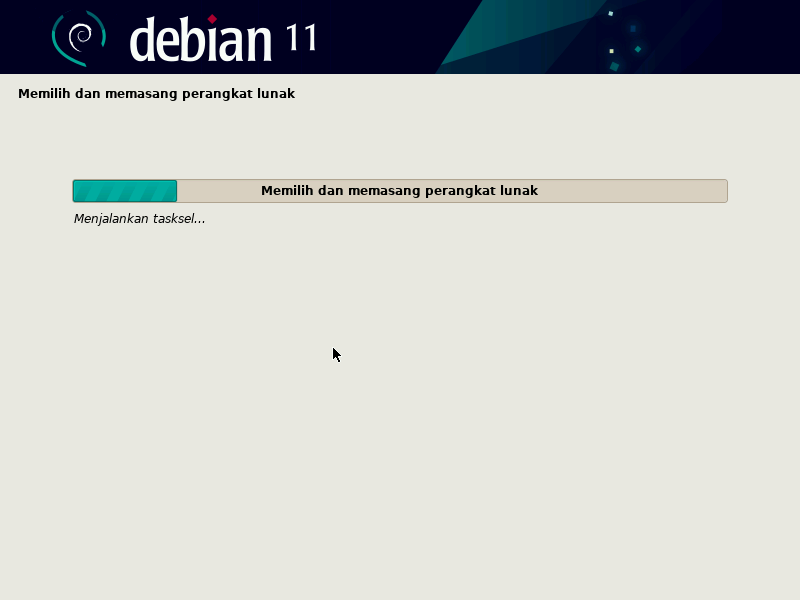 debian 11
Memilih dan memasang perangkat lunak
Memilih dan memasang perangkat lunak
Menjalankan tasksel...